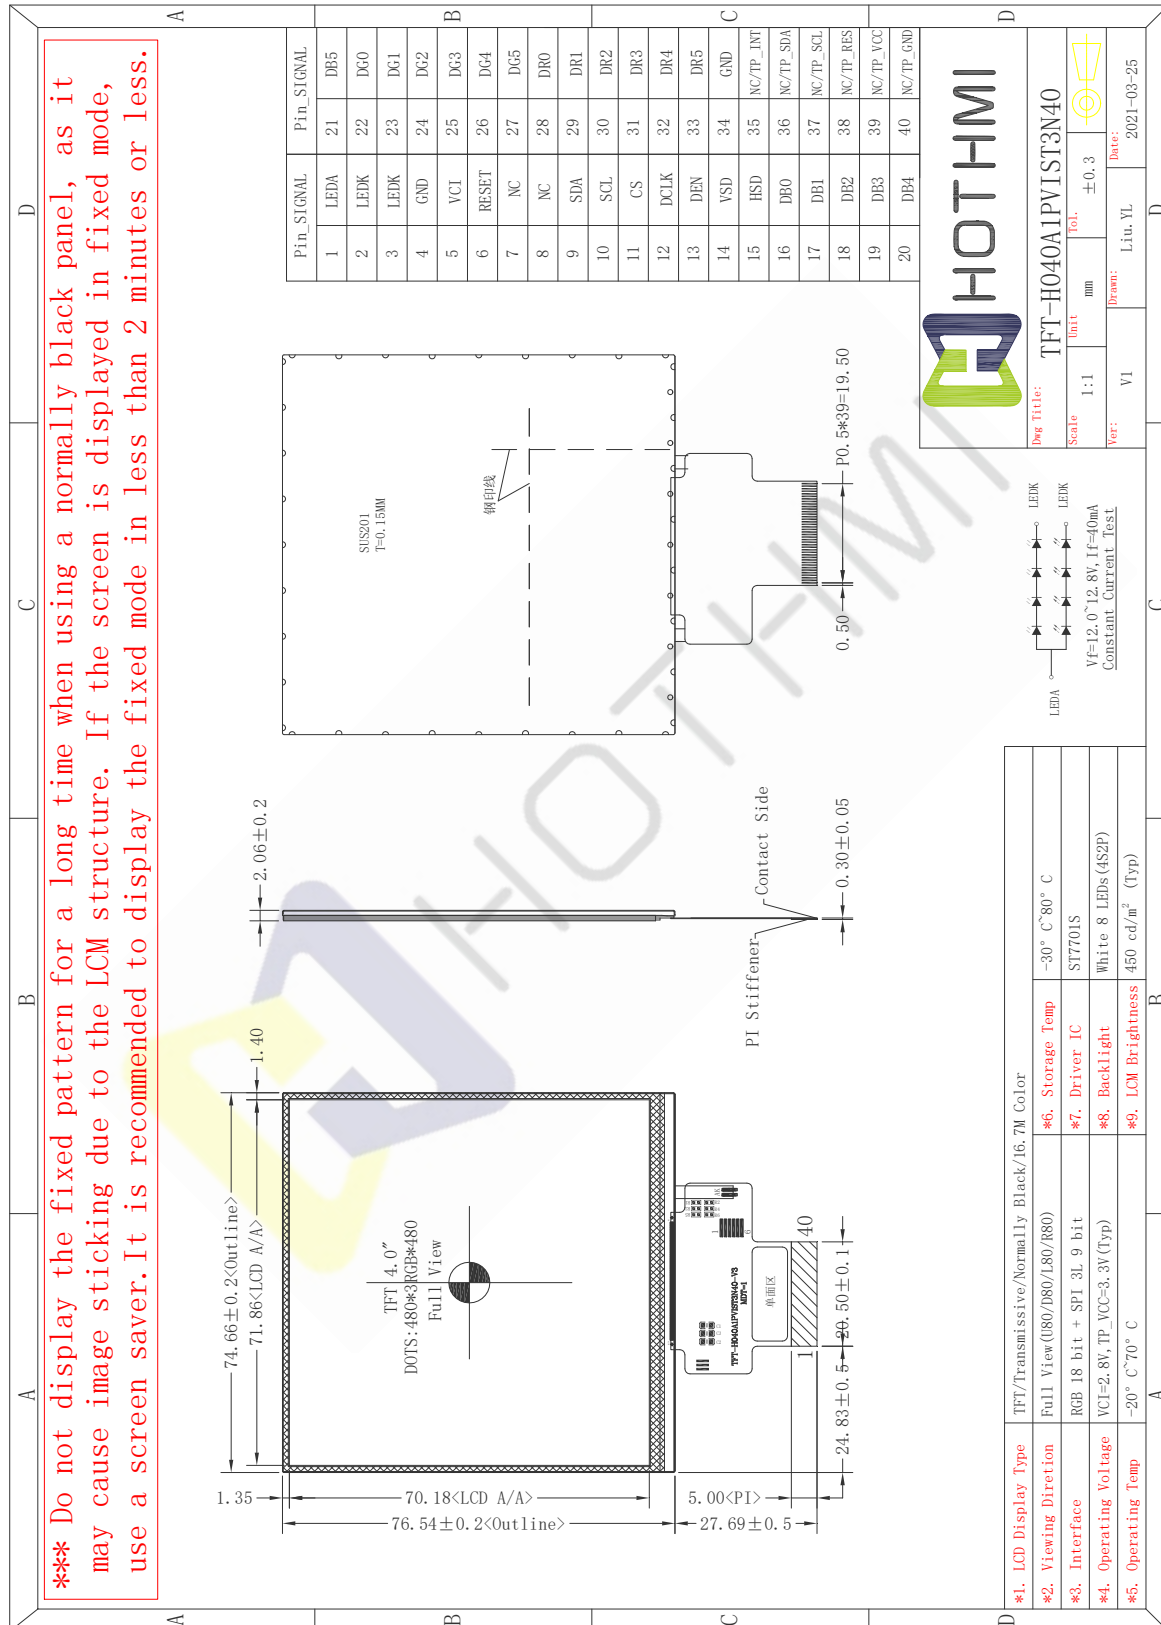 *** Do not display the fixed pattern for a long time when using a normally black panel, as it
may cause image sticking due to the LCM structure. If the screen is displayed in fixed mode,
use a screen saver.It is recommended to display the fixed mode in less than 2 minutes or less.
A
B
C
D
A
B
C
D
A
B
C
D
A
B
C
D
74.66±0.2<Outline>
71.86<LCD A/A>
1.40
1.35
70.18<LCD A/A>
76.54±0.2<Outline>
5.00<PI>
27.69±0.5
TFT 4.0"
DOTS:480*3RGB*480
Full View
TFT-H040A1PVIST3N40-V3
MDT-1
单面区
1
40
24.83±0.5
20.50±0.1
2.06±0.2
PI Stiffener
Contact Side
0.30±0.05
SUS201
T=0.15MM
钢印线
0.50
P0.5*39=19.50
HOTHMI
Pin_SIGNAL Pin_SIGNAL
1 LEDA 21 DB5
2 LEDK 22 DG0
3 LEDK 23 DG1
4 GND 24 DG2
5 VCI 25 DG3
6 RESET 26 DG4
7 NC 27 DG5
8 NC 28 DR0
9 SDA 29 DR1
10 SCL 30 DR2
11 CS 31 DR3
12 DCLK 32 DR4
13 DEN 33 DR5
14 VSD 34 GND
15 HSD 35 NC/TP_INT
16 DB0 36 NC/TP_SDA
17 DB1 37 NC/TP_SCL
18 DB2 38 NC/TP_RES
19 DB3 39 NC/TP_VCC
20 DB4 40 NC/TP_GND
*1. LCD Display Type TFT/Transmissive/Normally Black/16.7M Color
*2. Viewing Diretion Full View(U80/D80/L80/R80) *6. Storage Temp -30° C~80° C
*3. Interface RGB 18 bit + SPI 3L 9 bit *7. Driver IC ST7701S
*4. Operating Voltage VCI=2.8V,TP_VCC=3.3V(Typ) *8. Backlight White 8 LEDs(4S2P)
*5. Operating Temp -20° C~70° C *9. LCM Brightness 450 cd/m² (Typ)
LEDA
LEDK
LEDK
Vf=12.0~12.8V,If=40mA
Constant Current Test
HOTHMI
Dwg Title: TFT-H040A1PVIST3N40
Scale 1:1 Unit mm Tol. ±0.3
Ver: V1 Drawn: Liu.YL Date: 2021-03-25